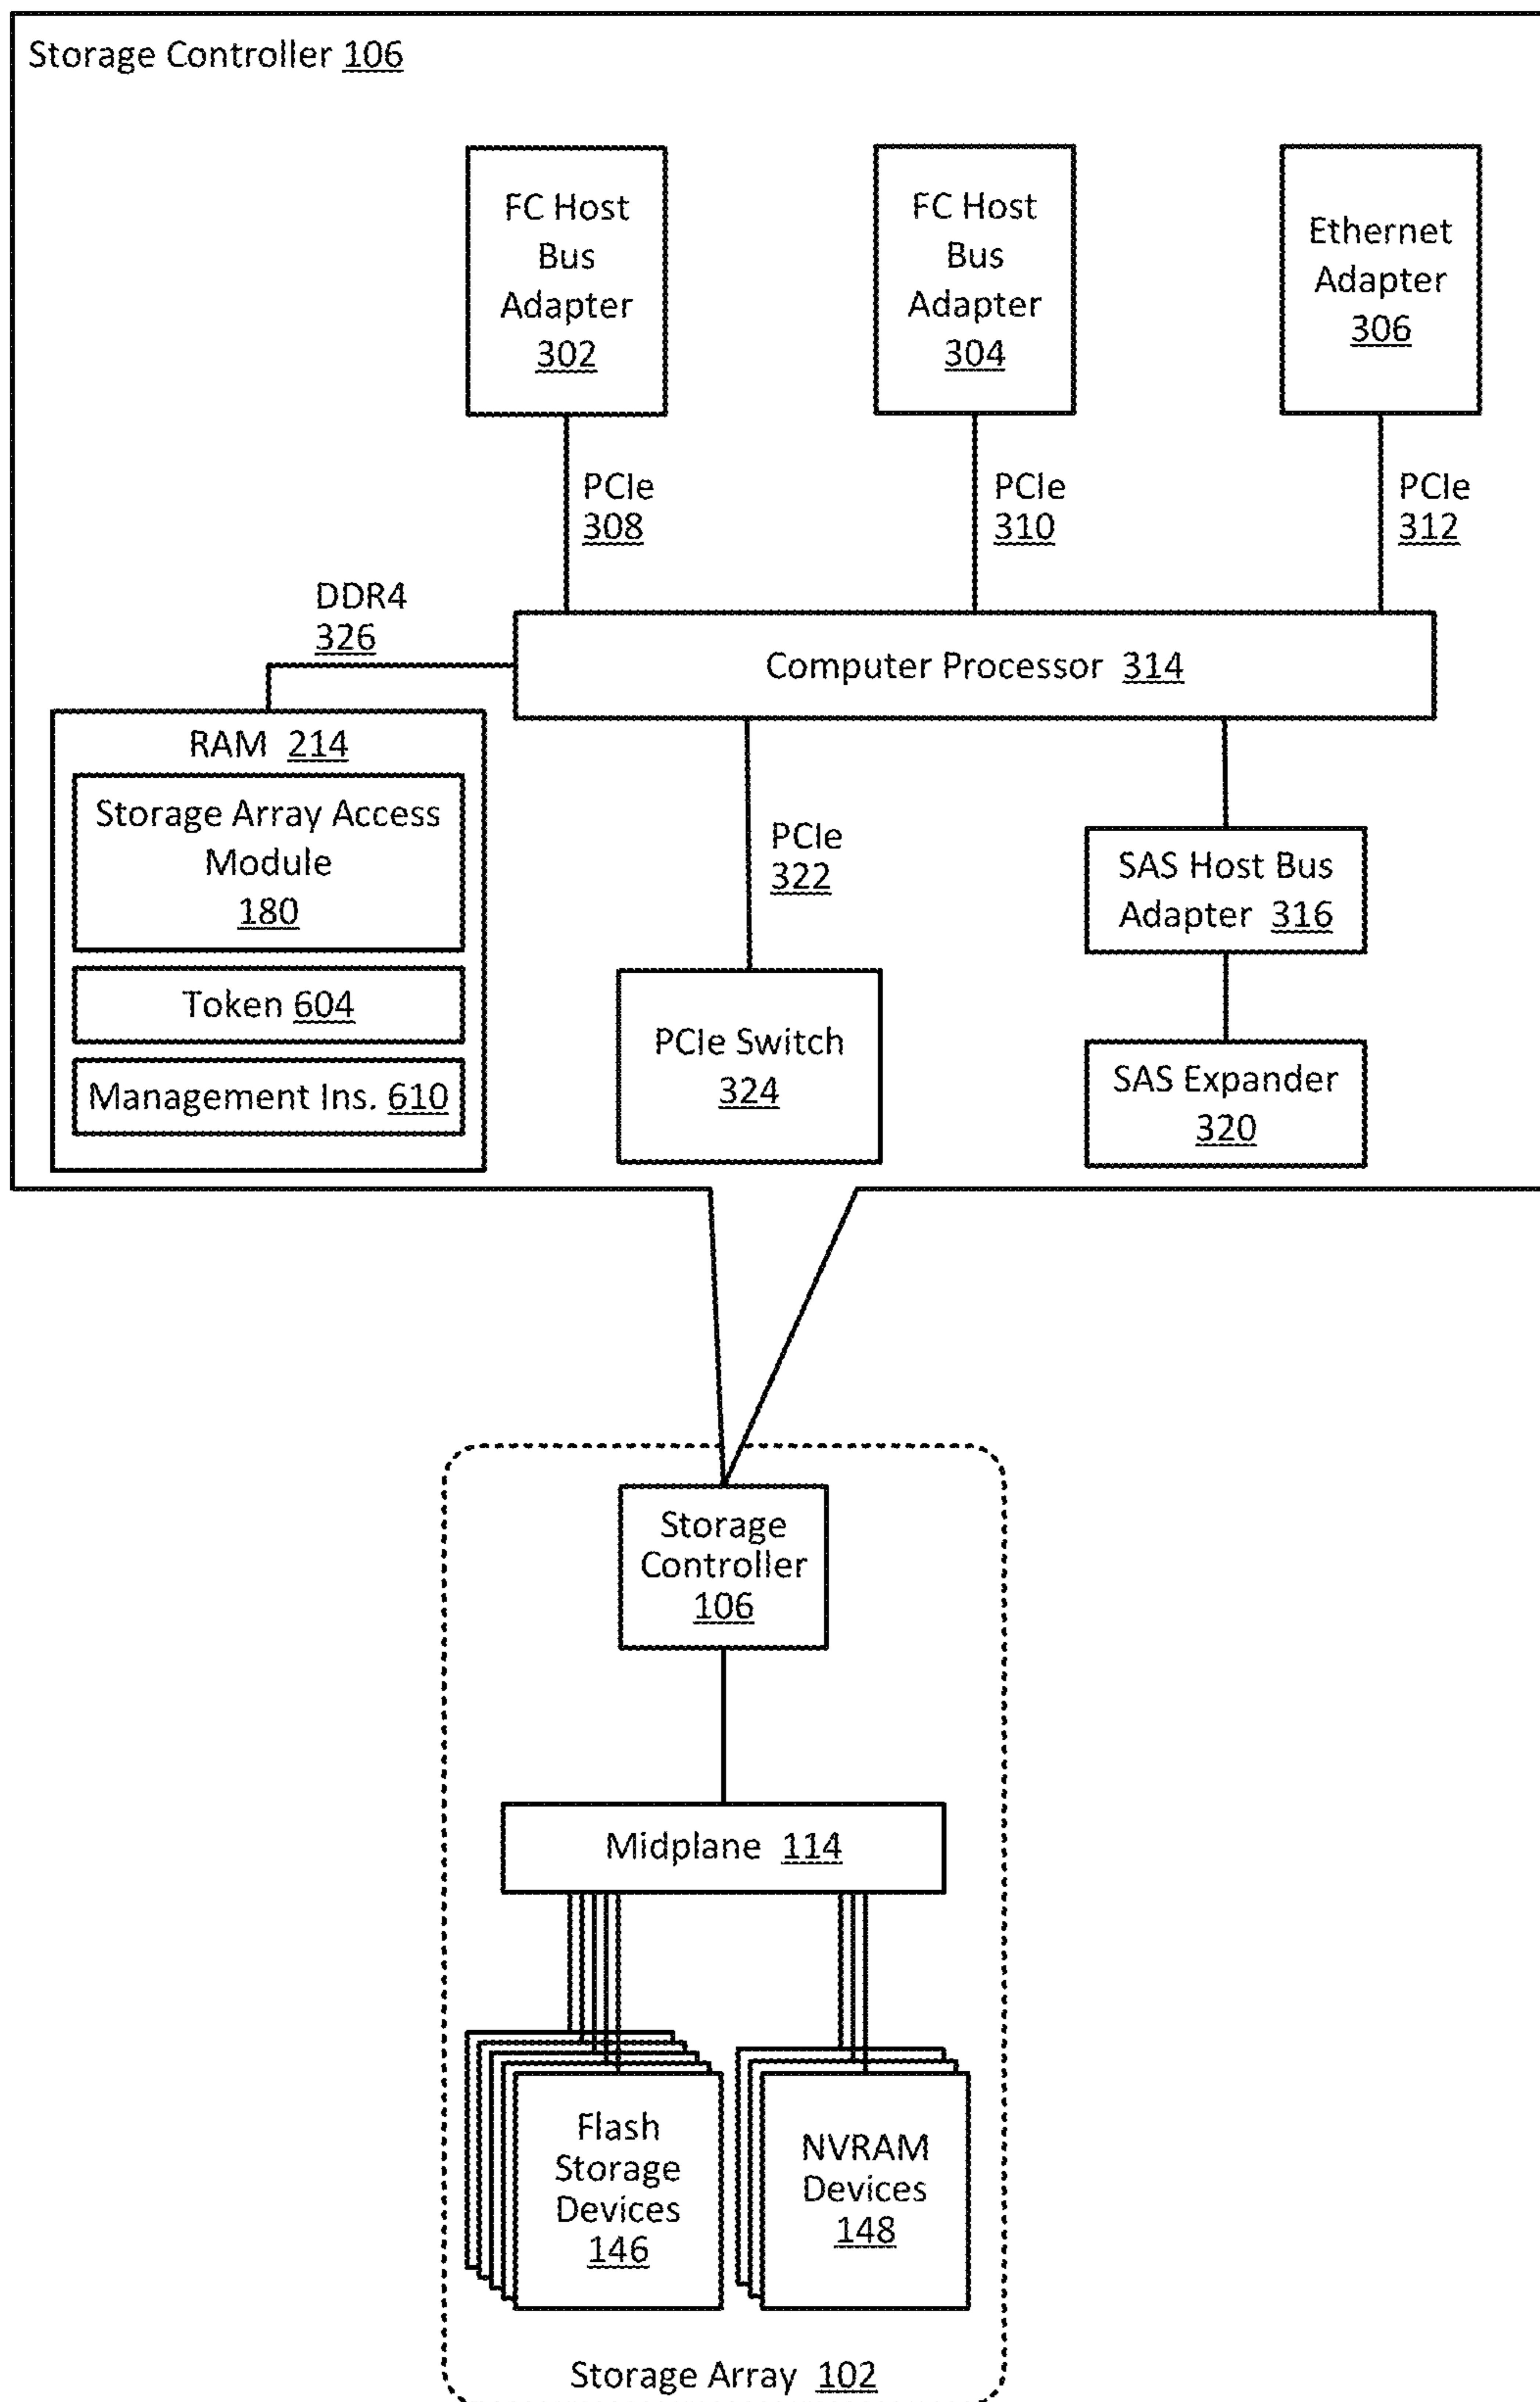 Storage Controller 106
FC Host
Bus
Adapter
302
FC Host
Bus
Adapter
304
Ethernet
Adapter
306
PCIe
308
PCIe
310
PCIe
312
DDR4
326
Computer Processor 314
RAM 214
Storage Array Access
Module
180
Token 604
Management Ins. 610
PCIe
322
PCIe Switch
324
SAS Host Bus
Adapter 316
SAS Expander
320
Storage
Controller
106
Midplane 114
Flash
Storage
Devices
146
NVRAM
Devices
148
Storage Array 102